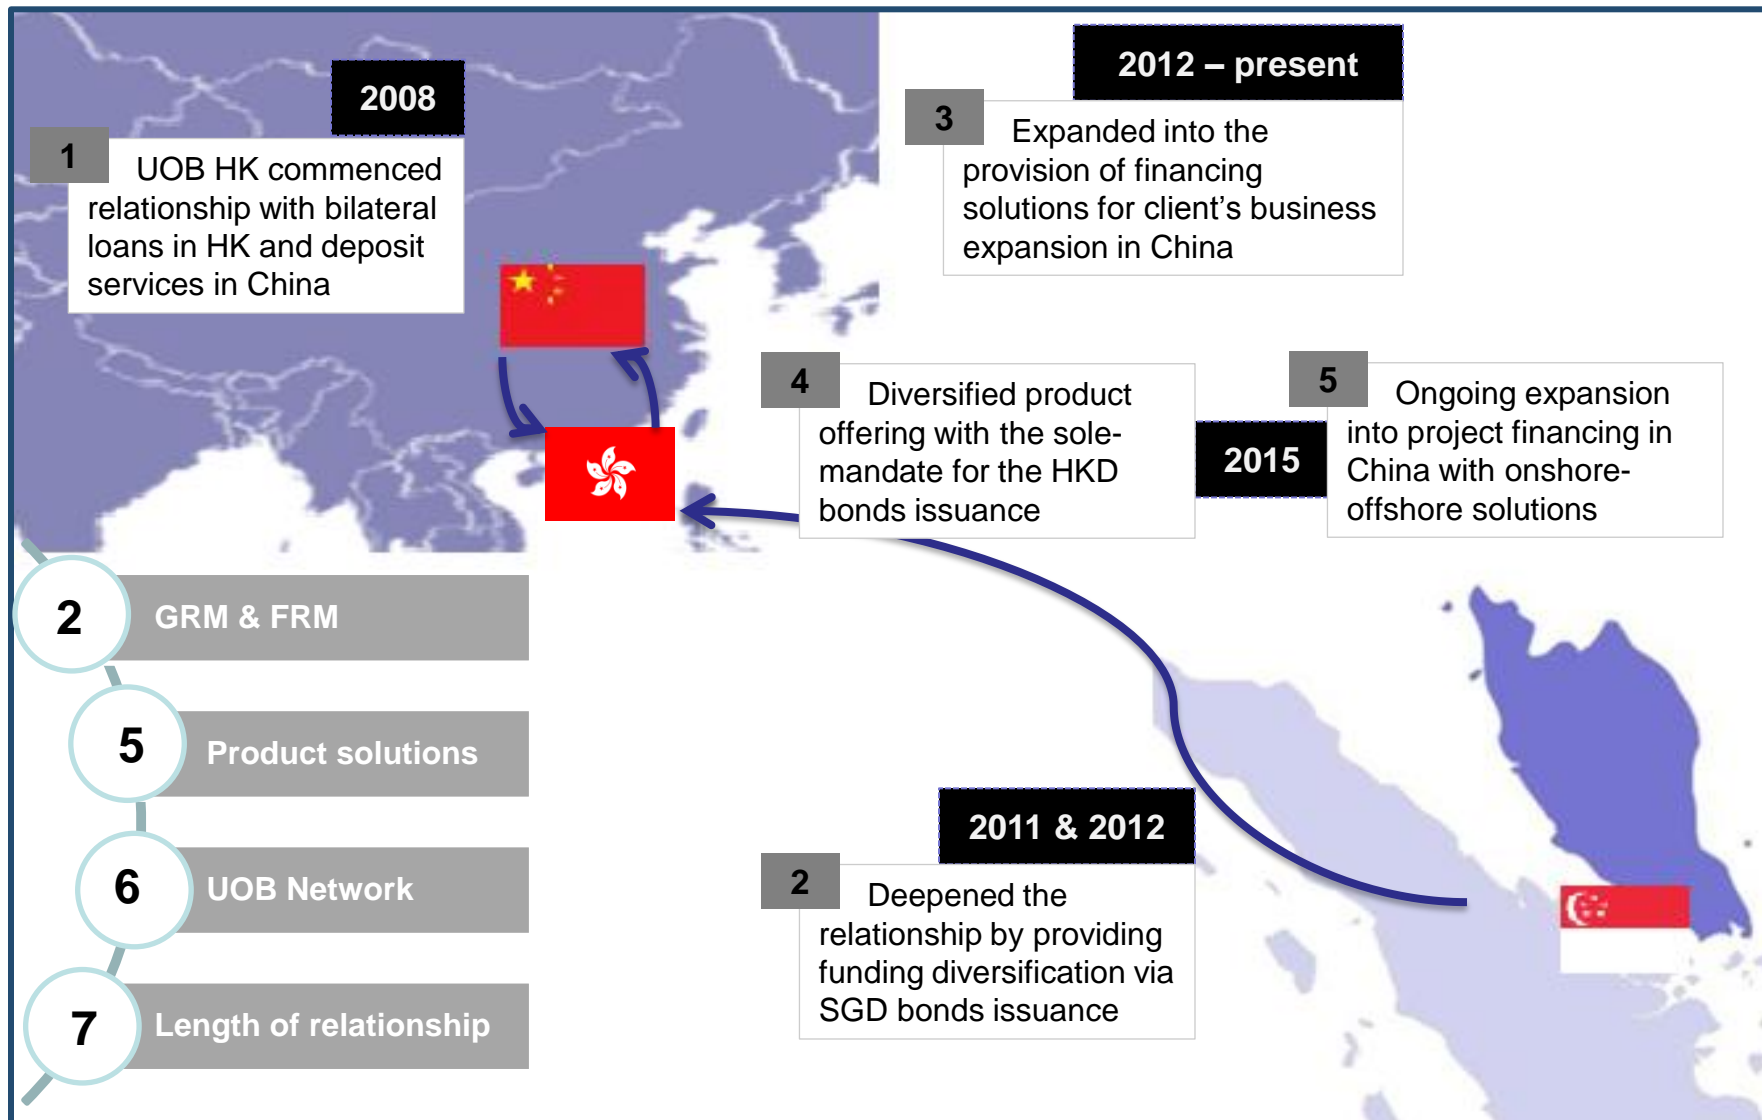 2008
1
UOB HK commenced
relationship with bilateral
loans in HK and deposit
services in China
2012 – present
3
Expanded into the
provision of financing
solutions for client’s business
expansion in China
4
Diversified product
offering with the sole-
mandate for the HKD
bonds issuance
2015
5
Ongoing expansion
into project financing in
China with onshore-
offshore solutions
2
GRM & FRM
5
Product solutions
6
UOB Network
7
Length of relationship
2011 & 2012
2
Deepened the
relationship by providing
funding diversification via
SGD bonds issuance